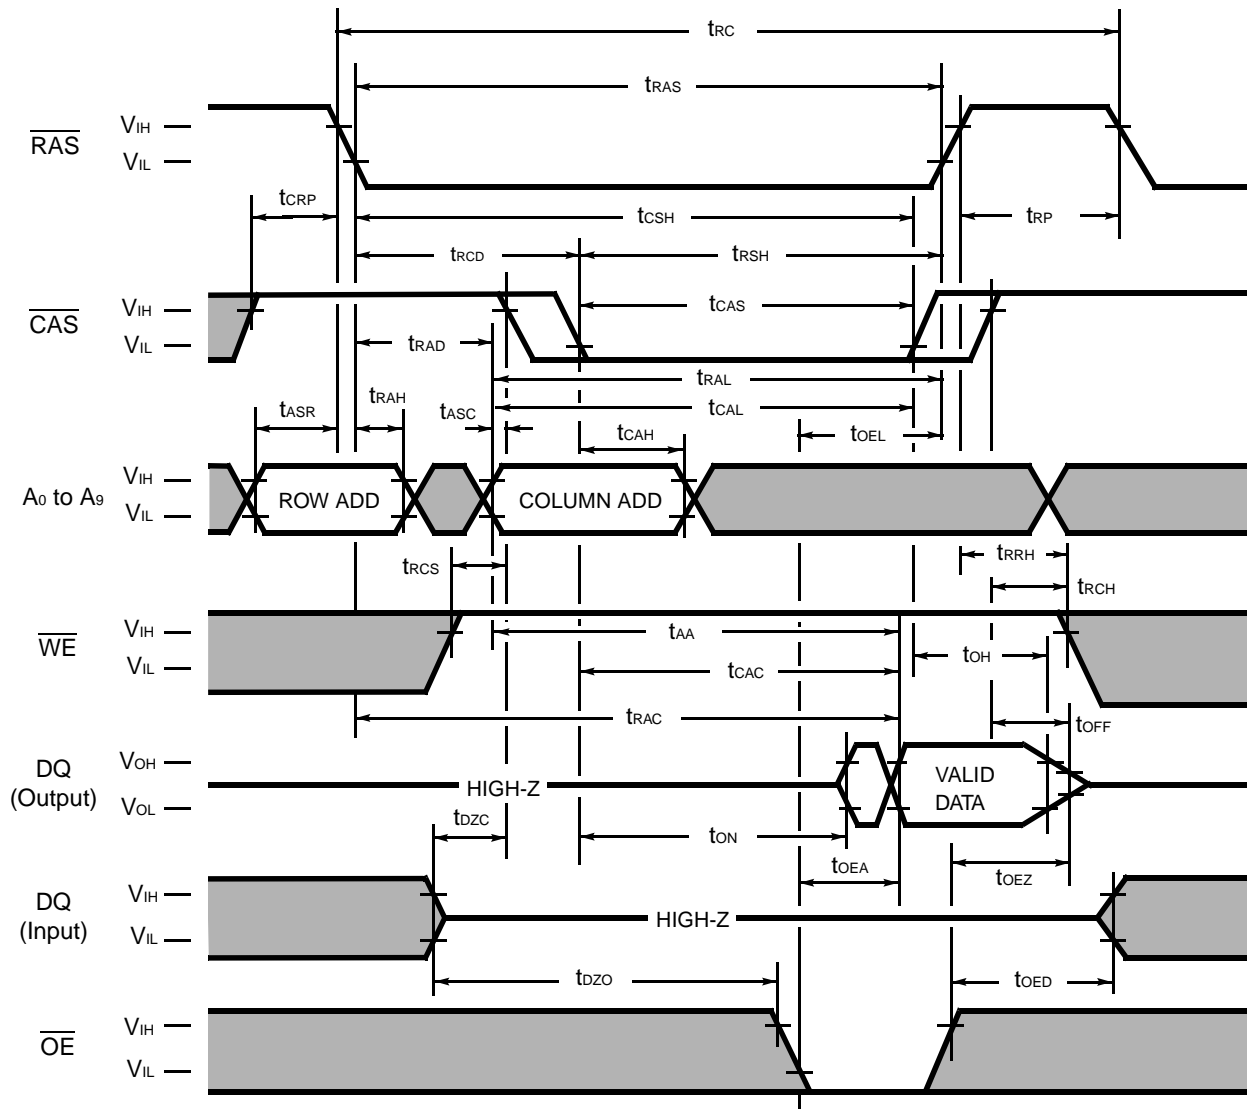 tRC
tRAS
RAS
VIH
VIL
tCRP
tCSH
tRP
tRCD
tRSH
CAS
VIH
VIL
tCAS
tRAD
tRAL
tASR
tRAH
tASC
tCAL
tCAH
tOEL
A0 to A9
VIH
VIL
ROW ADD
COLUMN ADD
tRCS
tRRH
tRCH
WE
VIH
VIL
tAA
tOH
tCAC
tRAC
tOFF
DQ
(Output)
VOH
VOL
HIGH-Z
VALID
DATA
tDZC
tON
tOEA
tOEZ
DQ
(Input)
VIH
VIL
HIGH-Z
tDZO
tOED
OE
VIH
VIL